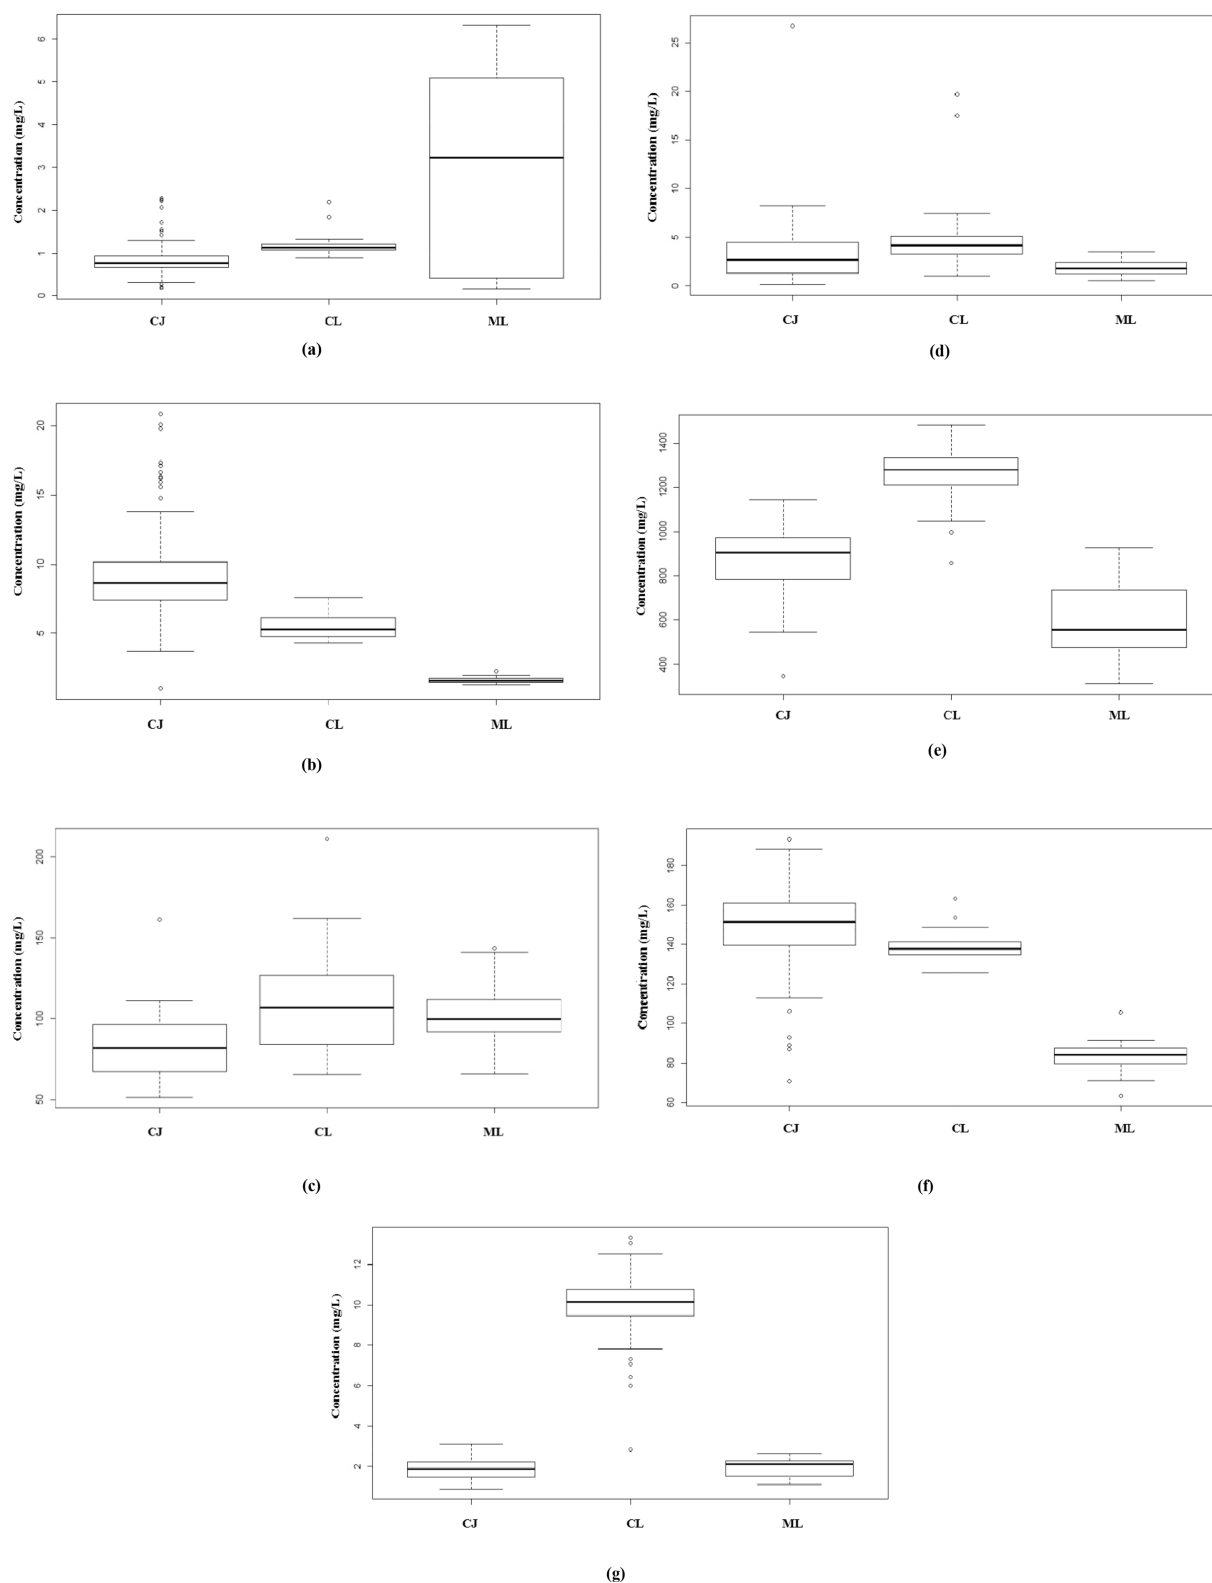 Concentration (mg/L)
0 1 2 3 4 5 6
CJ CL ML
(a)
Concentration (mg/L)
0 5 10 15 20 25
CJ CL ML
(d)
Concentration (mg/L)
5 10 15 20
CJ CL ML
(b)
Concentration (mg/L)
400 600 800 1000 1200 1400
CJ CL ML
(e)
Concentration (mg/L)
50 100 150 200
CJ CL ML
(c)
Concentration (mg/L)
60 80 100 120 140 160 180
CJ CL ML
(f)
Concentration (mg/L)
2 4 6 8 10 12
CJ CL ML
(g)